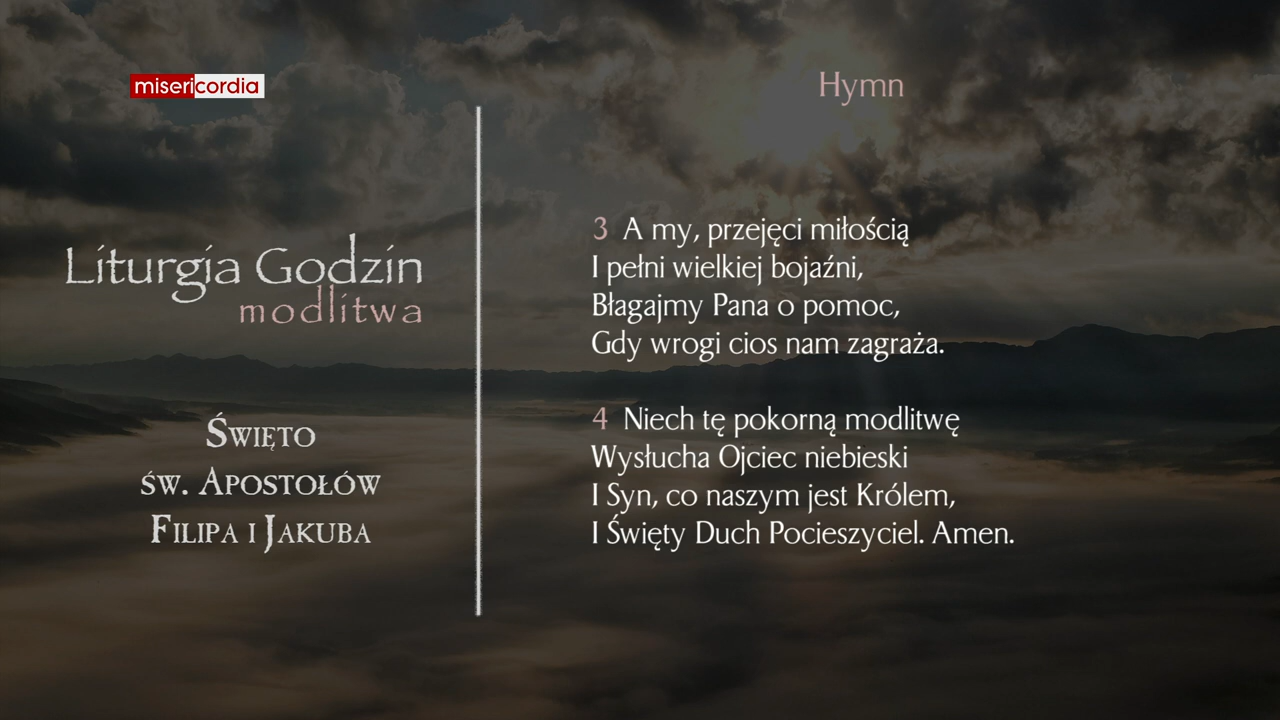 misericordia
Liturgia Godzin
modlitwa
Święto
św. Apostołów
Filipa i Jakuba
Hymn
3 A my, przejęci miłością
I pełni wielkiej bojaźni,
Błagajmy Pana o pomoc,
Gdy wrogi cios nam zagraża.
4 Niech tę pokorną modlitwę
Wysłucha Ojciec niebieski
I Syn, co naszym jest Królem,
I Święty Duch Pocieszyciel. Amen.